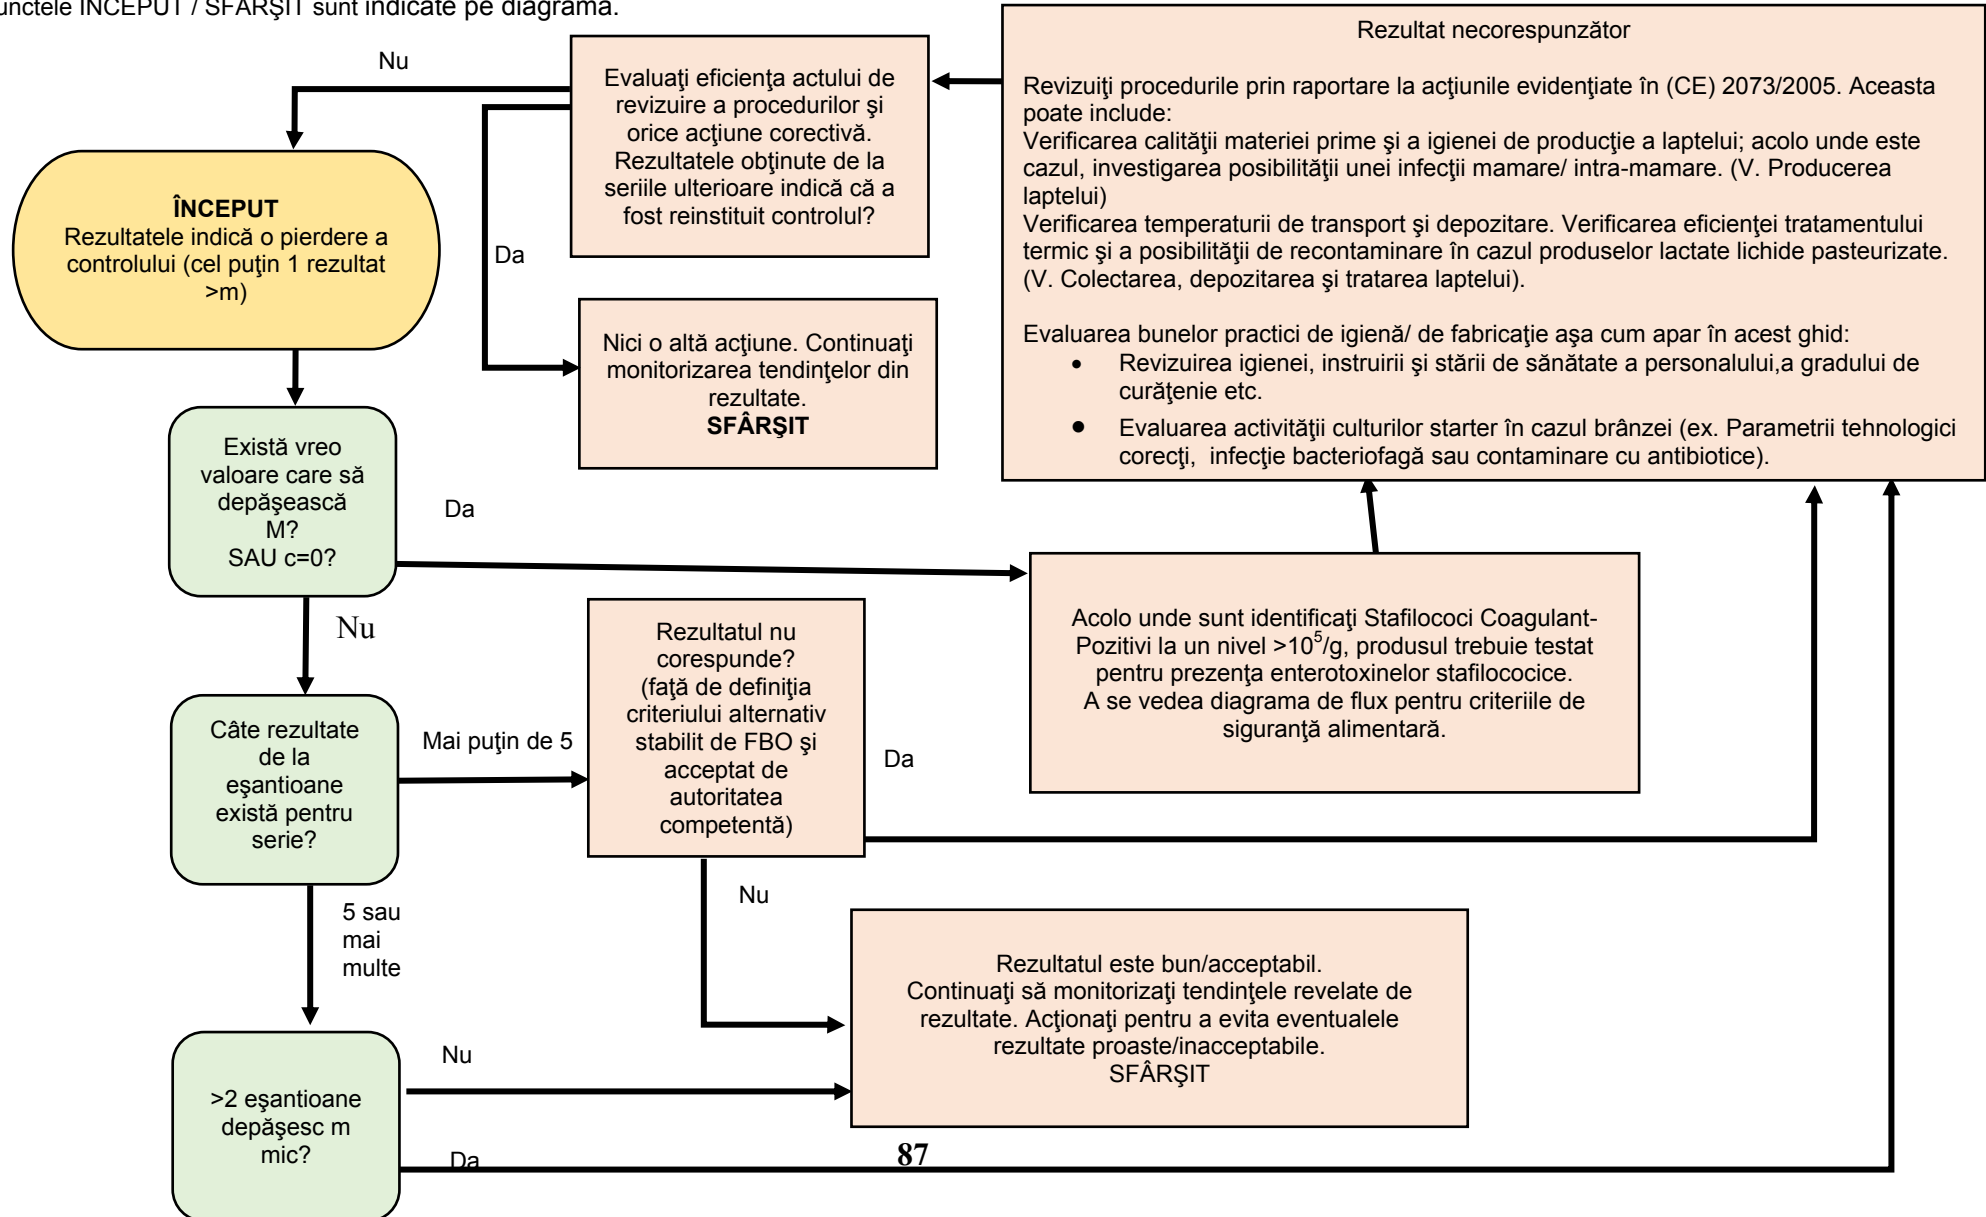 unctele ÎNCEPUT / SFÂRŞIT sunt indicate pe diagrama.
Nu
ÎNCEPUT
Rezultatele indică o pierdere a
controlului (cel puţin 1 rezultat
>m)
Evaluaţi eficienţa actului de
revizuire a procedurilor şi
orice acţiune corectivă.
Rezultatele obţinute de la
seriile ulterioare indică că a
fost reinstituit controlul?
Da
Nici o altă acţiune. Continuaţi
monitorizarea tendinţelor din
rezultate.
SFÂRŞIT
Rezultat necorespunzător
Revizuiţi procedurile prin raportare la acţiunile evidenţiate în (CE) 2073/2005. Aceasta
poate include:
Verificarea calităţii materiei prime şi a igienei de producţie a laptelui; acolo unde este
cazul, investigarea posibilităţii unei infecţii mamare/ intra-mamare. (V. Producerea
laptelui)
Verificarea temperaturii de transport şi depozitare. Verificarea eficienţei tratamentului
termic şi a posibilităţii de recontaminare în cazul produselor lactate lichide pasteurizate.
(V. Colectarea, depozitarea şi tratarea laptelui).
Evaluarea bunelor practici de igienă/ de fabricaţie aşa cum apar în acest ghid:
• Revizuirea igienei, instruirii şi stării de sănătate a personalului,a gradului de
curăţenie etc.
• Evaluarea activităţii culturilor starter în cazul brânzei (ex. Parametrii tehnologici
corecţi, infecţie bacteriofagă sau contaminare cu antibiotice).
Există vreo
valoare care să
depăşească
M?
SAU c=0?
Da
Nu
Acolo unde sunt identificaţi Stafilococi Coagulant-
Pozitivi la un nivel >10⁵/g, produsul trebuie testat
pentru prezenţa enterotoxinelor stafilococice.
A se vedea diagrama de flux pentru criteriile de
siguranţă alimentară.
Câte rezultate
de la
eşantioane
există pentru
serie?
Mai puţin de 5
Rezultatul nu
corespunde?
(faţă de definiţia
criteriului alternativ
stabilit de FBO şi
acceptat de
autoritatea
competentă)
Da
Nu
5 sau
mai
multe
Rezultatul este bun/acceptabil.
Continuaţi să monitorizaţi tendinţele revelate de
rezultate. Acţionaţi pentru a evita eventualele
rezultate proaste/inacceptabile.
SFÂRŞIT
>2 eşantioane
depăşesc m
mic?
Nu
Da
87